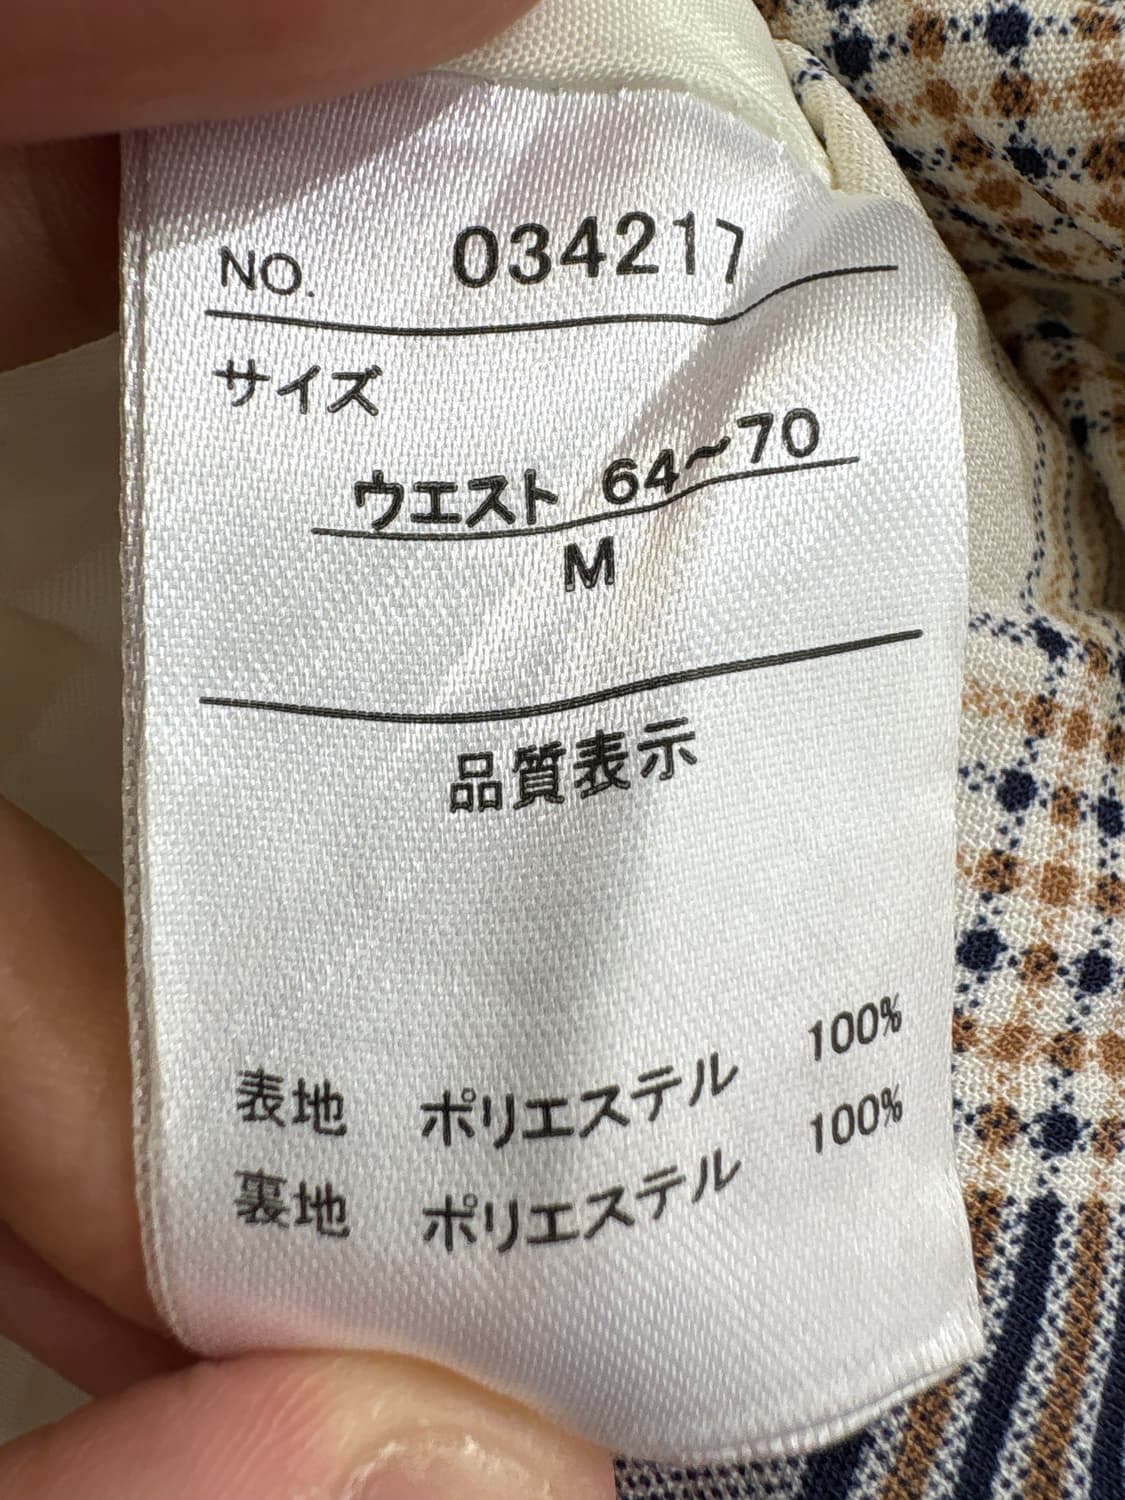 NO. 034217
サイズ
ウエスト 64~70
M
品質表示
表地 ポリエステル 100%
裏地 ポリエステル 100%